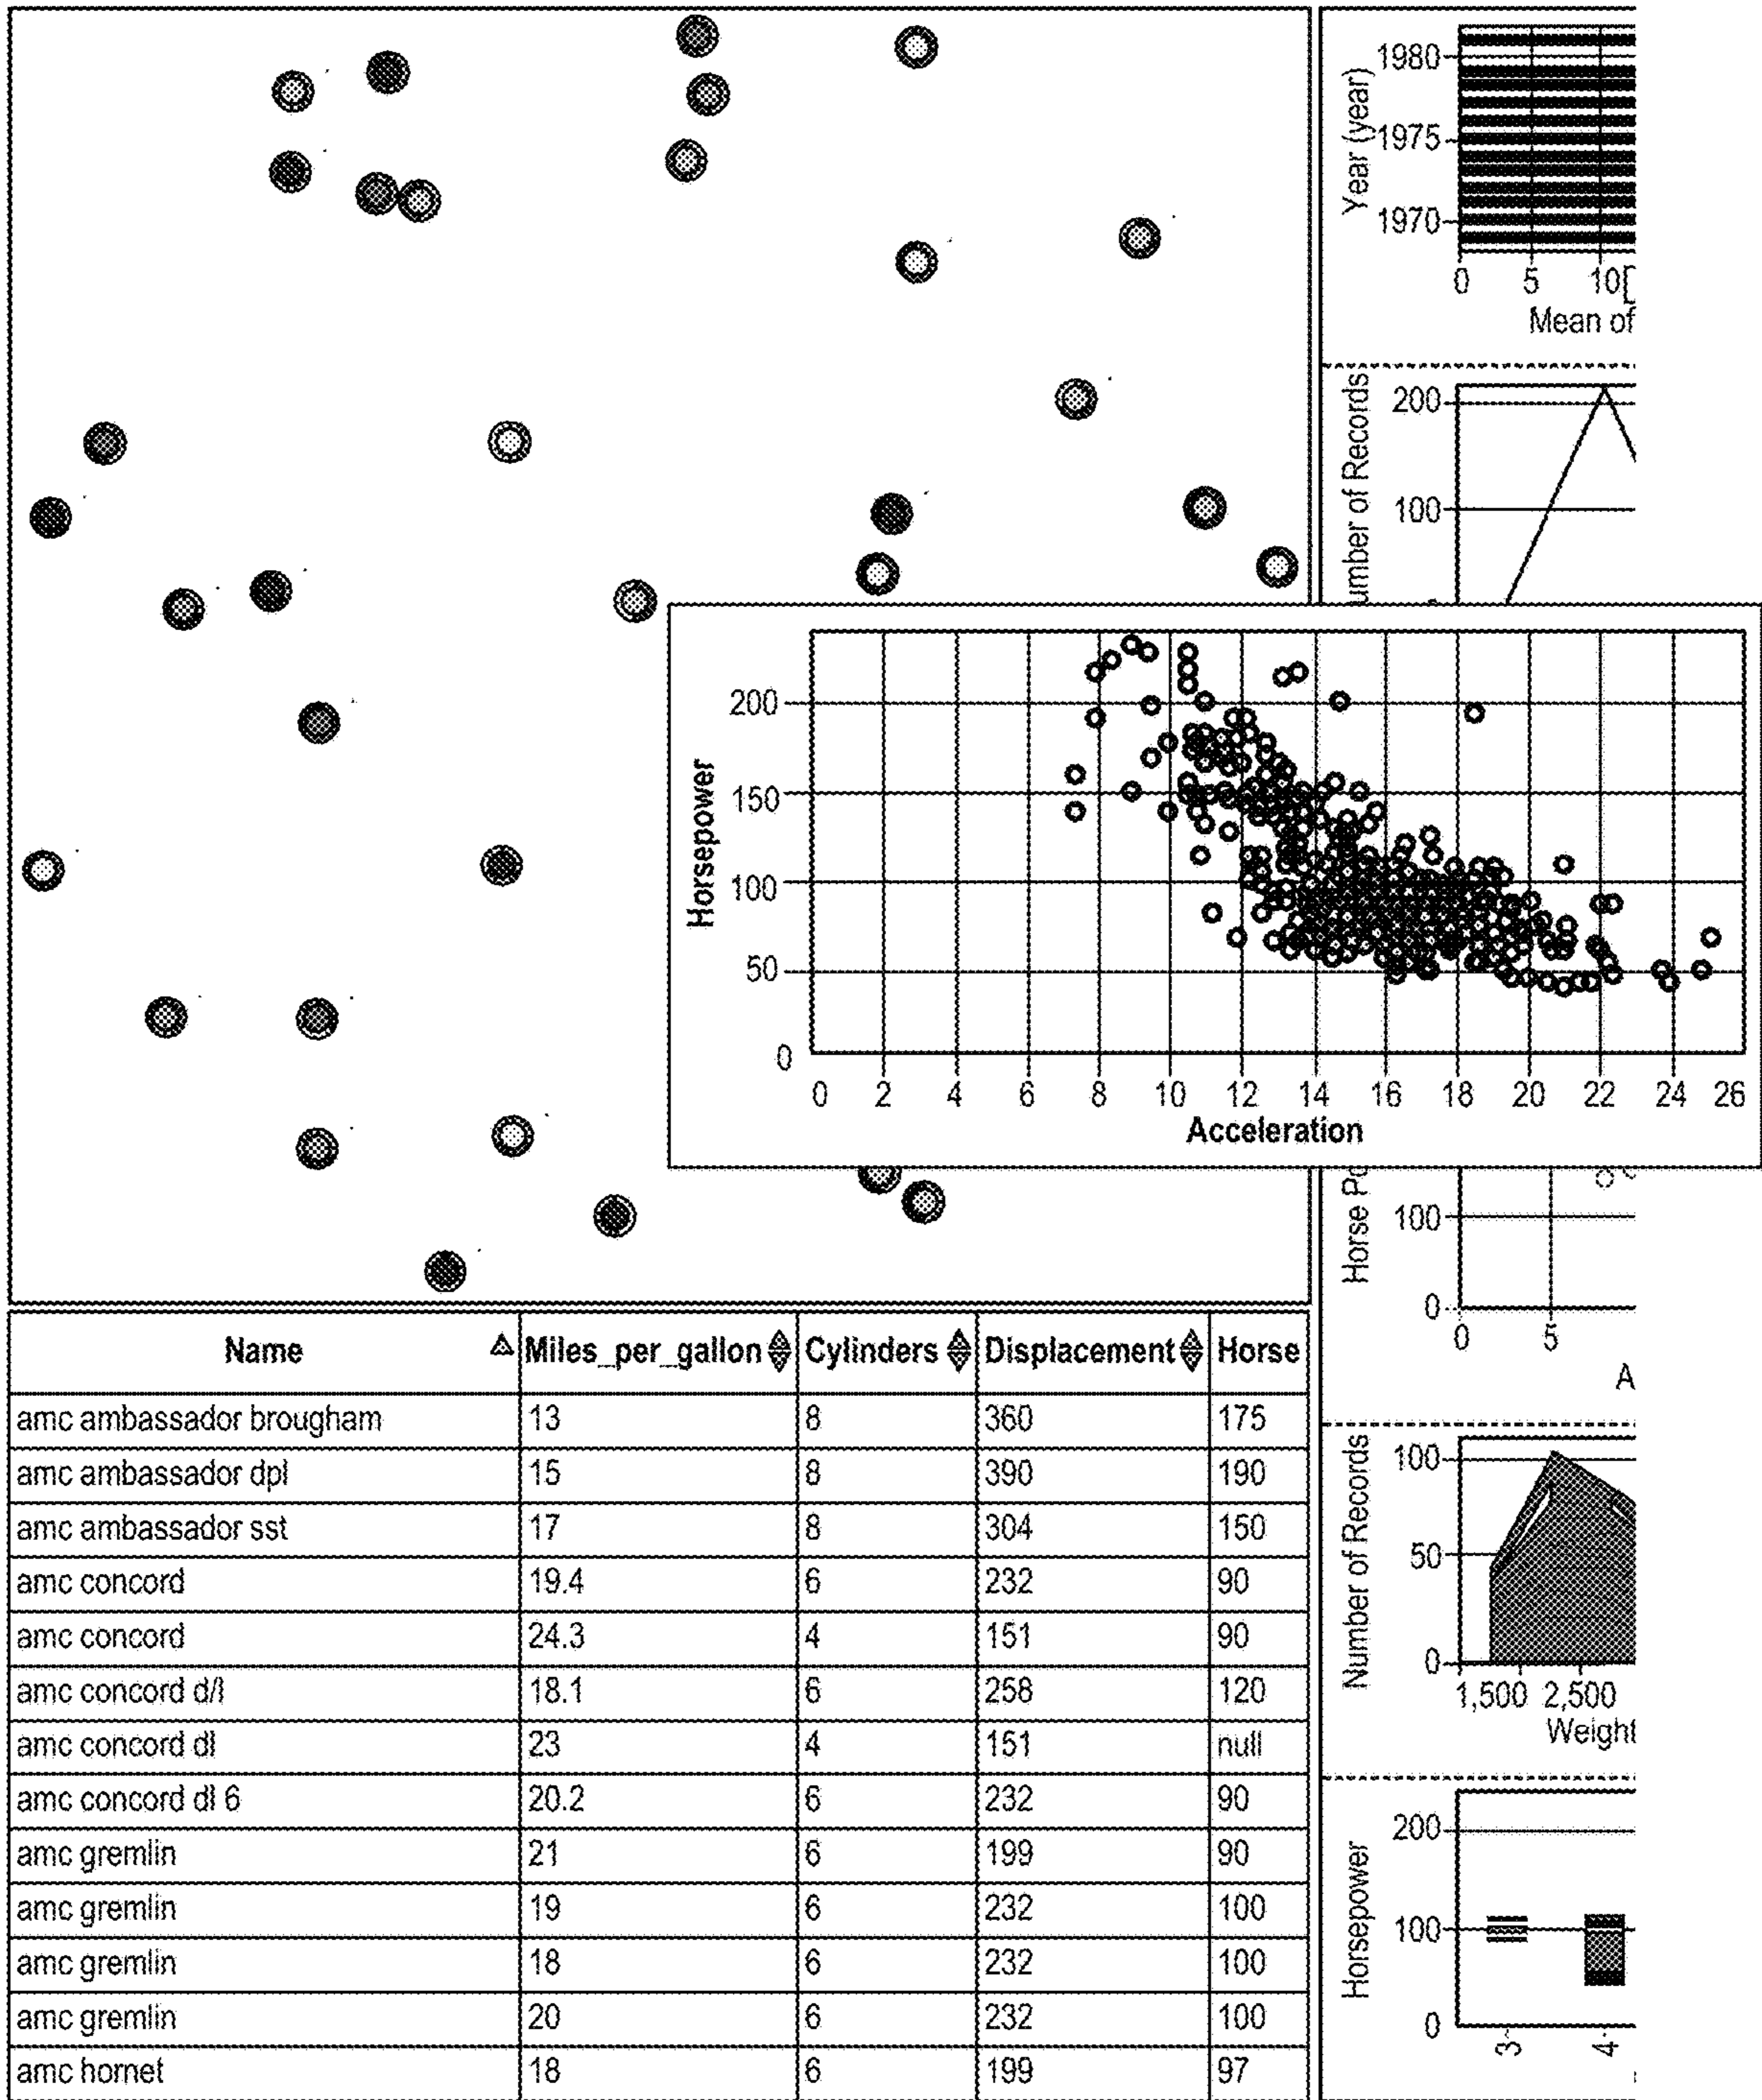 1980
1975
1970
Year (year)
0 5 10
Mean of
200
100
umber of Records
200
150
100
50
0
Horsepower
0 2 4 6 8 10 12 14 16 18 20 22 24 26
Acceleration
Horse Po
100
0
0 5
A
Name Miles_per_gallon Cylinders Displacement Horse
amc ambassador brougham 13 8 360 175
amc ambassador dpl 15 8 390 190
amc ambassador sst 17 8 304 150
amc concord 19.4 6 232 90
amc concord 24.3 4 151 90
amc concord d/l 18.1 6 258 120
amc concord dl 23 4 151 null
amc concord dl 6 20.2 6 232 90
amc gremlin 21 6 199 90
amc gremlin 19 6 232 100
amc gremlin 18 6 232 100
amc gremlin 20 6 232 100
amc hornet 18 6 199 97
Number of Records
100
50
0
1,500 2,500
Weight
Horsepower
200
100
0
3 4